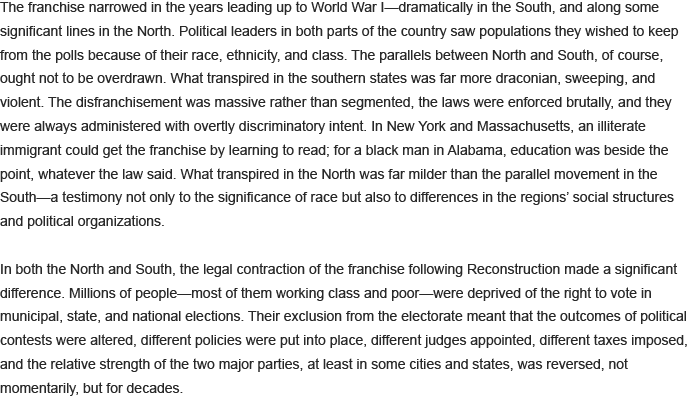 The franchise narrowed in the years leading up to World War I—dramatically in the South, and along some
significant lines in the North. Political leaders in both parts of the country saw populations they wished to keep
from the polls because of their race, ethnicity, and class. The parallels between North and South, of course,
ought not to be overdrawn. What transpired in the southern states was far more draconian, sweeping, and
violent. The disfranchisement was massive rather than segmented, the laws were enforced brutally, and they
were always administered with overtly discriminatory intent. In New York and Massachusetts, an illiterate
immigrant could get the franchise by learning to read; for a black man in Alabama, education was beside the
point, whatever the law said. What transpired in the North was far milder than the parallel movement in the
South—a testimony not only to the significance of race but also to differences in the regions’ social structures
and political organizations.

In both the North and South, the legal contraction of the franchise following Reconstruction made a significant
difference. Millions of people—most of them working class and poor—were deprived of the right to vote in
municipal, state, and national elections. Their exclusion from the electorate meant that the outcomes of political
contests were altered, different policies were put into place, different judges appointed, different taxes imposed,
and the relative strength of the two major parties, at least in some cities and states, was reversed, not
momentarily, but for decades.